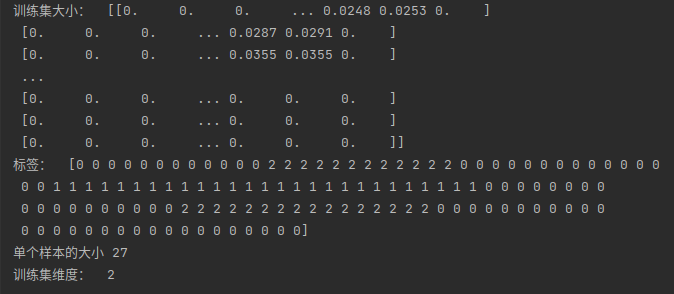 训练集大小： [[0. 0. 0. ... 0.0248 0.0253 0. ]
[0. 0. 0. ... 0.0287 0.0291 0. ]
[0. 0. 0. ... 0.0355 0.0355 0. ]
...
[0. 0. 0. ... 0. 0. 0. ]
[0. 0. 0. ... 0. 0. 0. ]
[0. 0. 0. ... 0. 0. 0. ]]
标签： [0 0 0 0 0 0 0 0 0 0 0 0 2 2 2 2 2 2 2 2 2 2 2 2 0 0 0 0 0 0 0 0 0 0 0 0 0
0 0 1 1 1 1 1 1 1 1 1 1 1 1 1 1 1 1 1 1 1 1 1 1 1 1 1 1 1 0 0 0 0 0 0 0 0
0 0 0 0 0 0 0 0 0 0 2 2 2 2 2 2 2 2 2 2 2 2 2 2 2 2 0 0 0 0 0 0 0 0 0 0 0
0 0 0 0 0 0 0 0 0 0 0 0 0 0 0 0 0 0]
单个样本的大小 27
训练集维度： 2